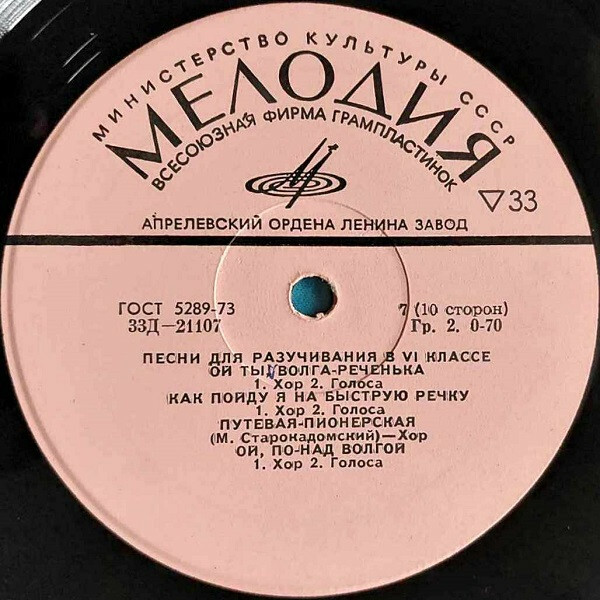 МИНИСТЕРСТВО КУЛЬТУРЫ СССР
МЕЛОДИЯ
ВСЕСОЮЗНАЯ ФИРМА ГРАМПЛАСТИНОК
▽33
АПРЕЛЕВСКИЙ ОРДЕНА ЛЕНИНА ЗАВОД
ГОСТ 5289-73 7 (10 сторон)
33Д—21107 Гр. 2. 0-70
ПЕСНИ ДЛЯ РАЗУЧИВАНИЯ В VI КЛАССЕ
ОЙ ТЫ, ВОЛГА-РЕЧЕНЬКА
1. Хор 2. Голоса
КАК ПОЙДУ Я НА БЫСТРУЮ РЕЧКУ
1. Хор 2. Голоса
ПУТЕВАЯ-ПИОНЕРСКАЯ
(М. Старокадомский)—Хор
ОЙ, ПО-НАД ВОЛГОЙ
1. Хор 2. Голоса